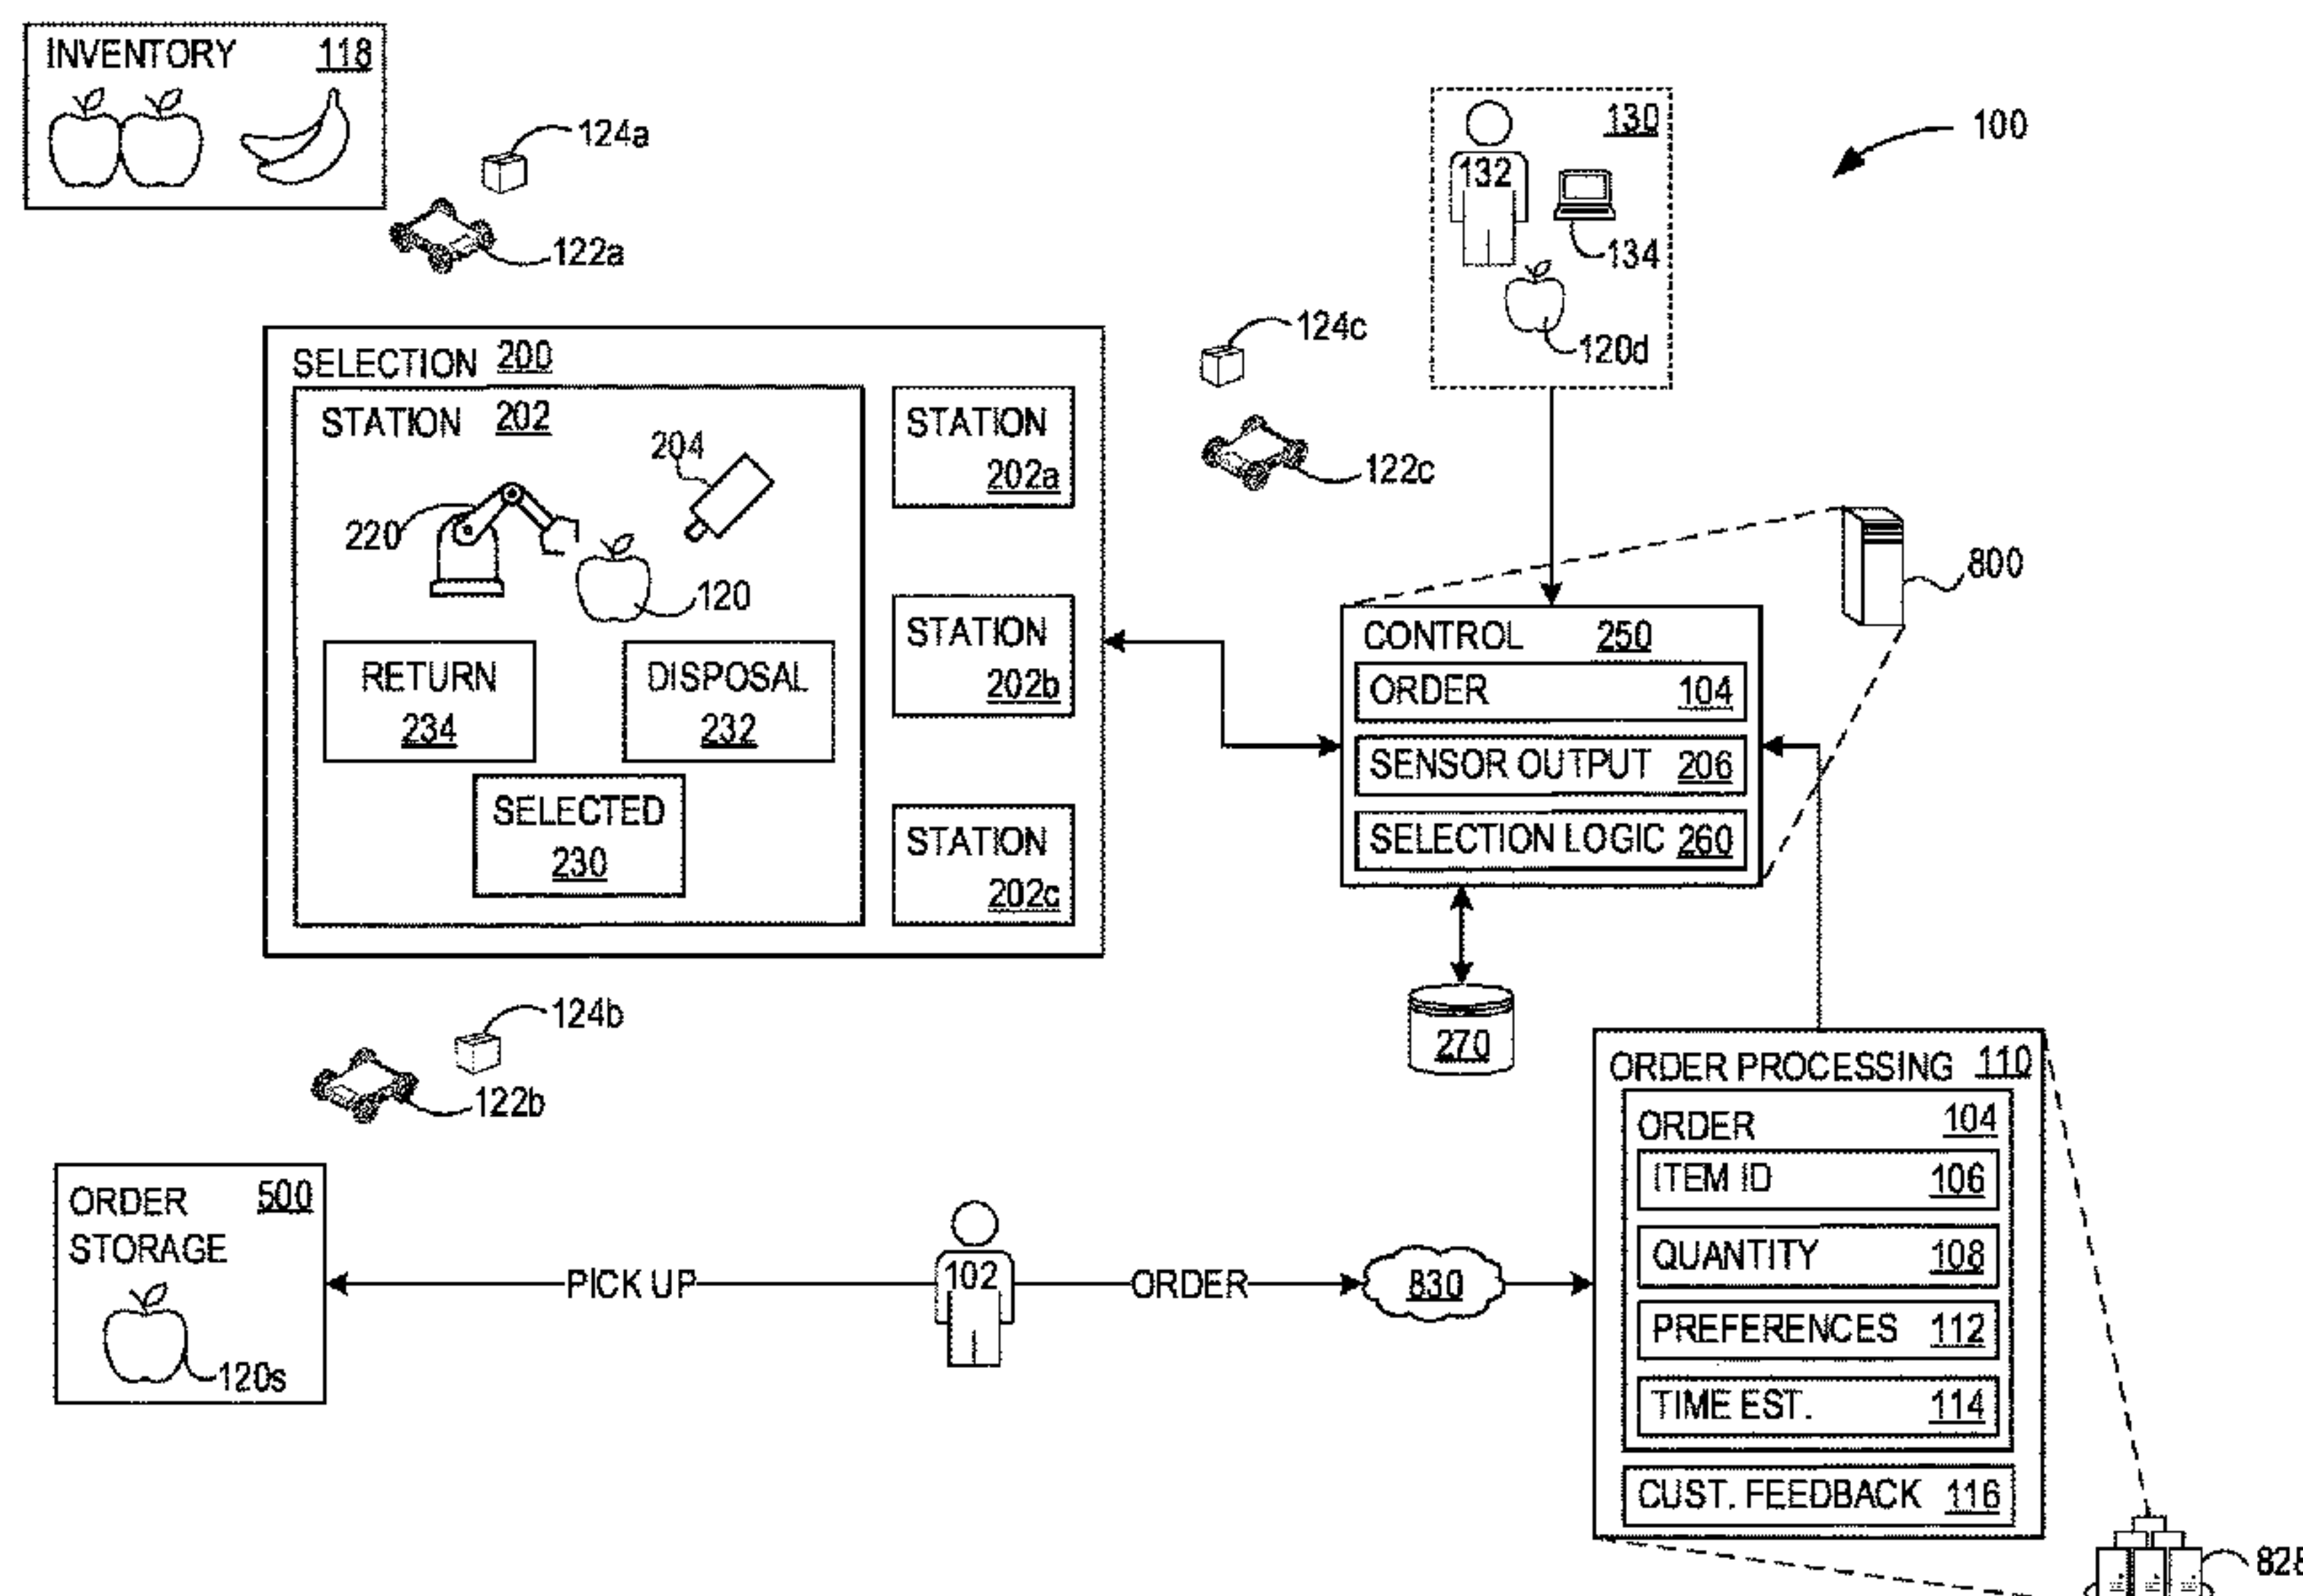 INVENTORY 118
124a
122a
130
132
134
120d
100
124c
122c
SELECTION 200
STATION 202
204
220
120
RETURN
234
DISPOSAL
232
SELECTED
230
STATION
202a
STATION
202b
STATION
202c
800
CONTROL 250
ORDER 104
SENSOR OUTPUT 206
SELECTION LOGIC 260
270
124b
122b
ORDER 500
STORAGE
120s
PICK UP
102
ORDER
830
ORDER PROCESSING 110
ORDER 104
ITEM ID 106
QUANTITY 108
PREFERENCES 112
TIME EST. 114
CUST. FEEDBACK 116
828